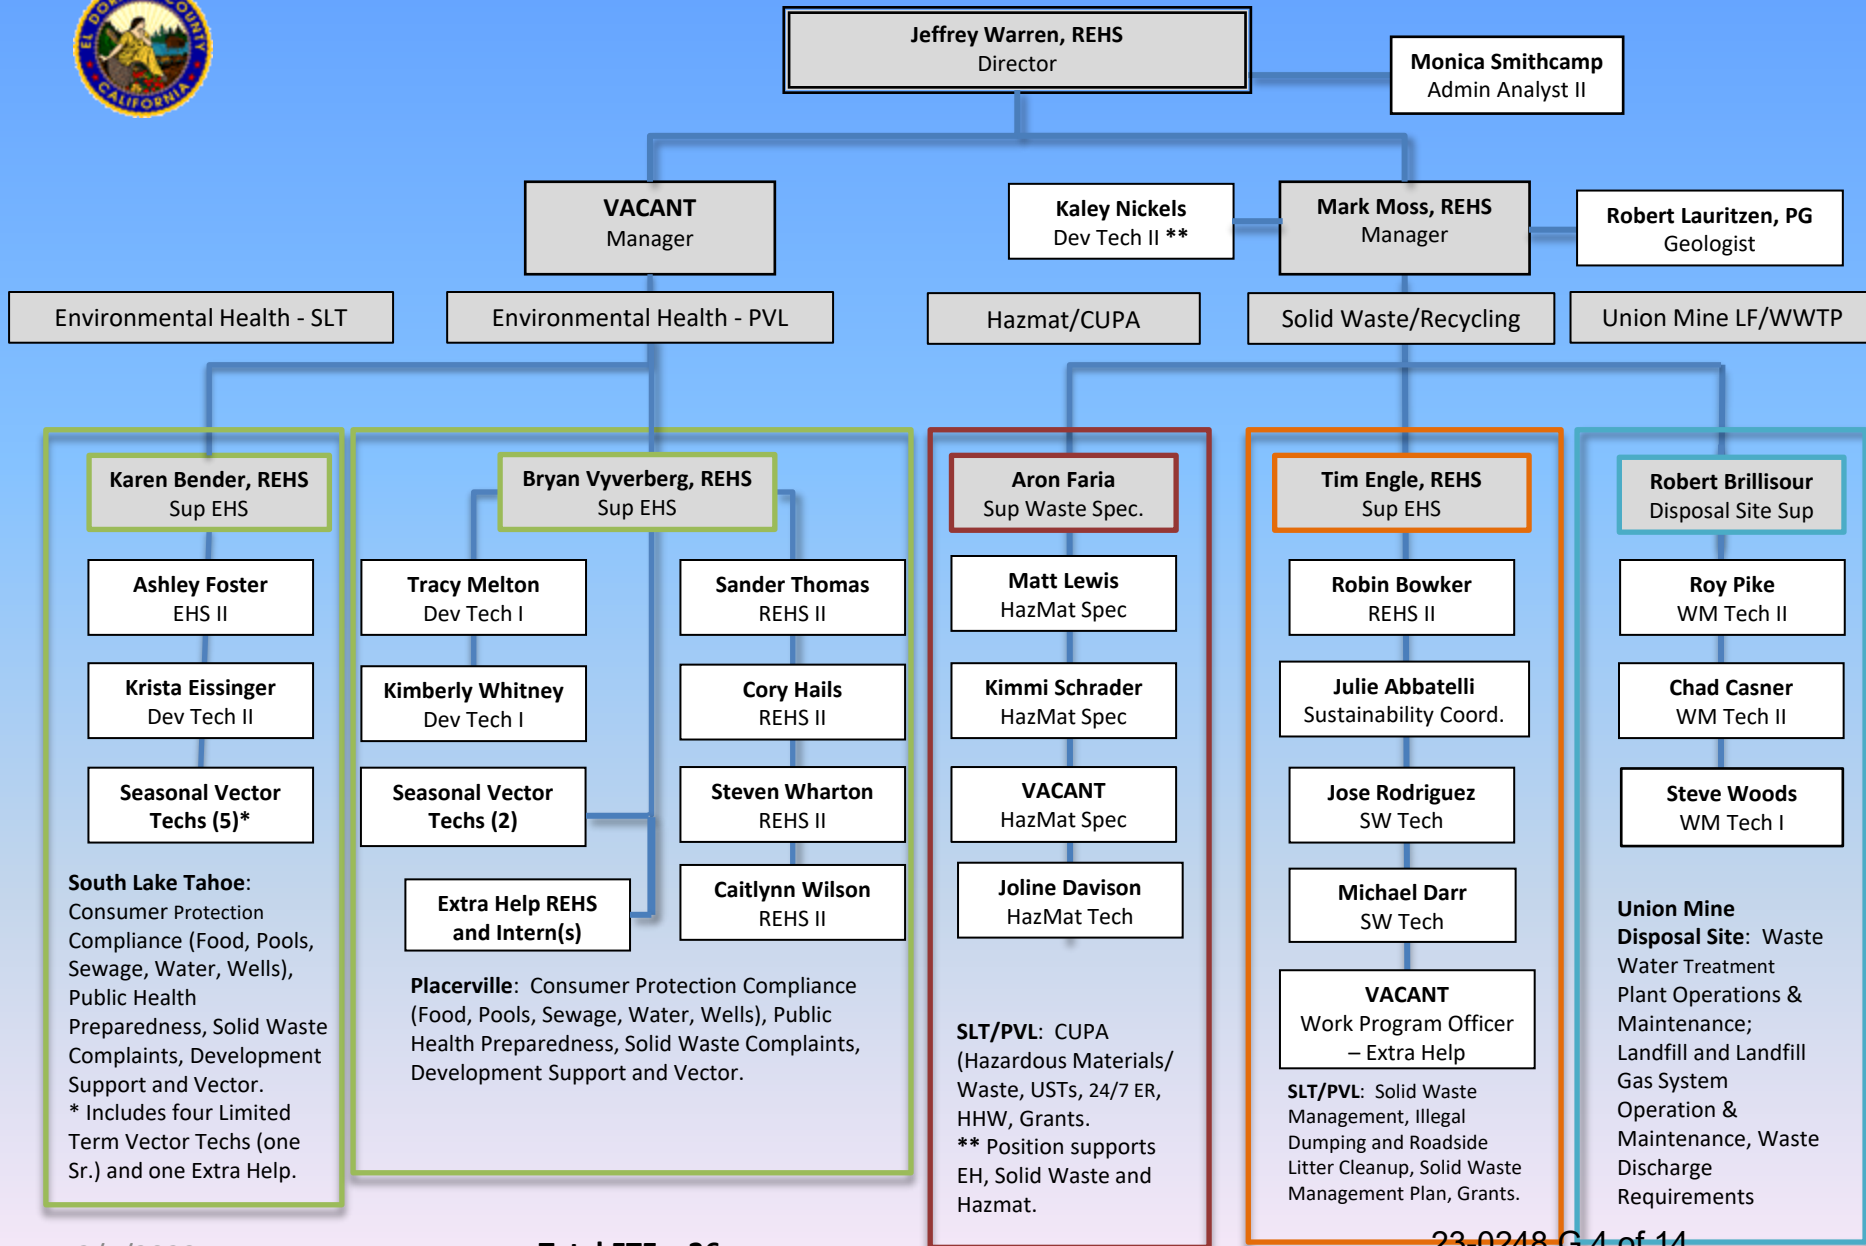 EL DORADO COUNTY
CALIFORNIA
Jeffrey Warren, REHS
Director
Monica Smithcamp
Admin Analyst II
VACANT
Manager
Kaley Nickels
Dev Tech II **
Mark Moss, REHS
Manager
Robert Lauritzen, PG
Geologist
Environmental Health - SLT
Environmental Health - PVL
Hazmat/CUPA
Solid Waste/Recycling
Union Mine LF/WWTP
Karen Bender, REHS
Sup EHS
Ashley Foster
EHS II
Krista Eissinger
Dev Tech II
Seasonal Vector
Techs (5)*
South Lake Tahoe:
Consumer Protection
Compliance (Food, Pools,
Sewage, Water, Wells),
Public Health
Preparedness, Solid Waste
Complaints, Development
Support and Vector.
* Includes four Limited
Term Vector Techs (one
Sr.) and one Extra Help.
Bryan Vyverberg, REHS
Sup EHS
Tracy Melton
Dev Tech I
Kimberly Whitney
Dev Tech I
Seasonal Vector
Techs (2)
Extra Help REHS
and Intern(s)
Sander Thomas
REHS II
Cory Hails
REHS II
Steven Wharton
REHS II
Caitlynn Wilson
REHS II
Placerville: Consumer Protection Compliance
(Food, Pools, Sewage, Water, Wells), Public
Health Preparedness, Solid Waste Complaints,
Development Support and Vector.
Aron Faria
Sup Waste Spec.
Matt Lewis
HazMat Spec
Kimmi Schrader
HazMat Spec
VACANT
HazMat Spec
Joline Davison
HazMat Tech
SLT/PVL: CUPA
(Hazardous Materials/
Waste, USTs, 24/7 ER,
HHW, Grants.
** Position supports
EH, Solid Waste and
Hazmat.
Tim Engle, REHS
Sup EHS
Robin Bowker
REHS II
Julie Abbatelli
Sustainability Coord.
Jose Rodriguez
SW Tech
Michael Darr
SW Tech
VACANT
Work Program Officer
– Extra Help
SLT/PVL: Solid Waste
Management, Illegal
Dumping and Roadside
Litter Cleanup, Solid Waste
Management Plan, Grants.
Robert Brillisour
Disposal Site Sup
Roy Pike
WM Tech II
Chad Casner
WM Tech II
Steve Woods
WM Tech I
Union Mine
Disposal Site: Waste
Water Treatment
Plant Operations &
Maintenance;
Landfill and Landfill
Gas System
Operation &
Maintenance, Waste
Discharge
Requirements
23-0248 G 4 of 14